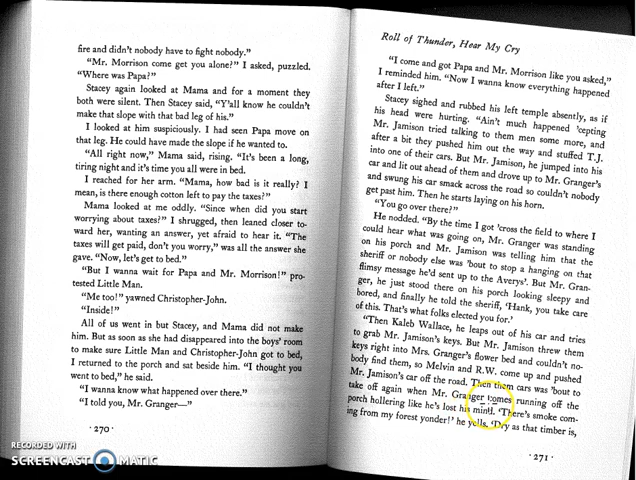 fire and didn't nobody have to fight nobody."
"Mr. Morrison come get you alone?" I asked, puzzled.
"Where was Papa?"
Stacey again looked at Mama and for a moment they
both were silent. Then Stacey said, "Y'all know he couldn't
make that slope with that bad leg of his."
I looked at him suspiciously. I had seen Papa move on
that leg. He could have made the slope if he wanted to.
"All right now," Mama said, rising. "It's been a long,
tiring night and it's time you all were in bed.
I reached for her arm. "Mama, how bad is it really? I
mean, is there enough cotton left to pay the taxes?"
Mama looked at me oddly. "Since when did you start
worrying about taxes?" I shrugged, then leaned closer to-
ward her, wanting an answer, yet afraid to hear it. "The
taxes will get paid, don't you worry," was all the answer she
gave. "Now, let's get to bed."
"But I wanna wait for Papa and Mr. Morrison!" pro-
tested Little Man.
"Me too!" yawned Christopher-John.
"Inside!"
All of us went in but Stacey, and Mama did not make
him. But as soon as she had disappeared into the boys' room
to make sure Little Man and Christopher-John got to bed,
I returned to the porch and sat beside him. "I thought you
went to bed," he said.
"I wanna know what happened over there."
"I told you, Mr. Granger—"
· 270 ·
Roll of Thunder, Hear My Cry
"I come and got Papa and Mr. Morrison like you asked,"
I reminded him. "Now I wanna know everything happened
after I left."
Stacey sighed and rubbed his left temple absently, as if
his head were hurting. "Ain't much happened 'cepting
Mr. Jamison tried talking to them men some more, and
after a bit they pushed him out the way and stuffed T.J.
into one of their cars. But Mr. Jamison, he jumped into his
car and lit out ahead of them and drove up to Mr. Granger's
and swung his car smack across the road so couldn't nobody
get past him. Then he starts laying on his horn.
"You go over there?"
He nodded. "By the time I got 'cross the field to where I
could hear what was going on, Mr. Granger was standing
on his porch and Mr. Jamison was telling him that the
sheriff or nobody else was 'bout to stop a hanging on that
flimsy message he'd sent up to the Averys'. But Mr. Gran-
ger, he just stood there on his porch looking sleepy and
bored, and finally he told the sheriff, 'Hank, you take care
of this. That's what folks elected you for.'
"Then Kaleb Wallace, he leaps out of his car and tries
to grab Mr. Jamison's keys. But Mr. Jamison threw them
keys right into Mrs. Granger's flower bed and couldn't no-
body find them, so Melvin and R.W. come up and pushed
Mr. Jamison's car off the road. Then them cars was 'bout to
take off again when Mr. Granger comes running off the
porch hollering like he's lost his mind. 'There's smoke com-
ing from my forest yonder!' he yells. 'Dry as that timber is,
· 271 ·
RECORDED WITH
SCREENCAST MATIC